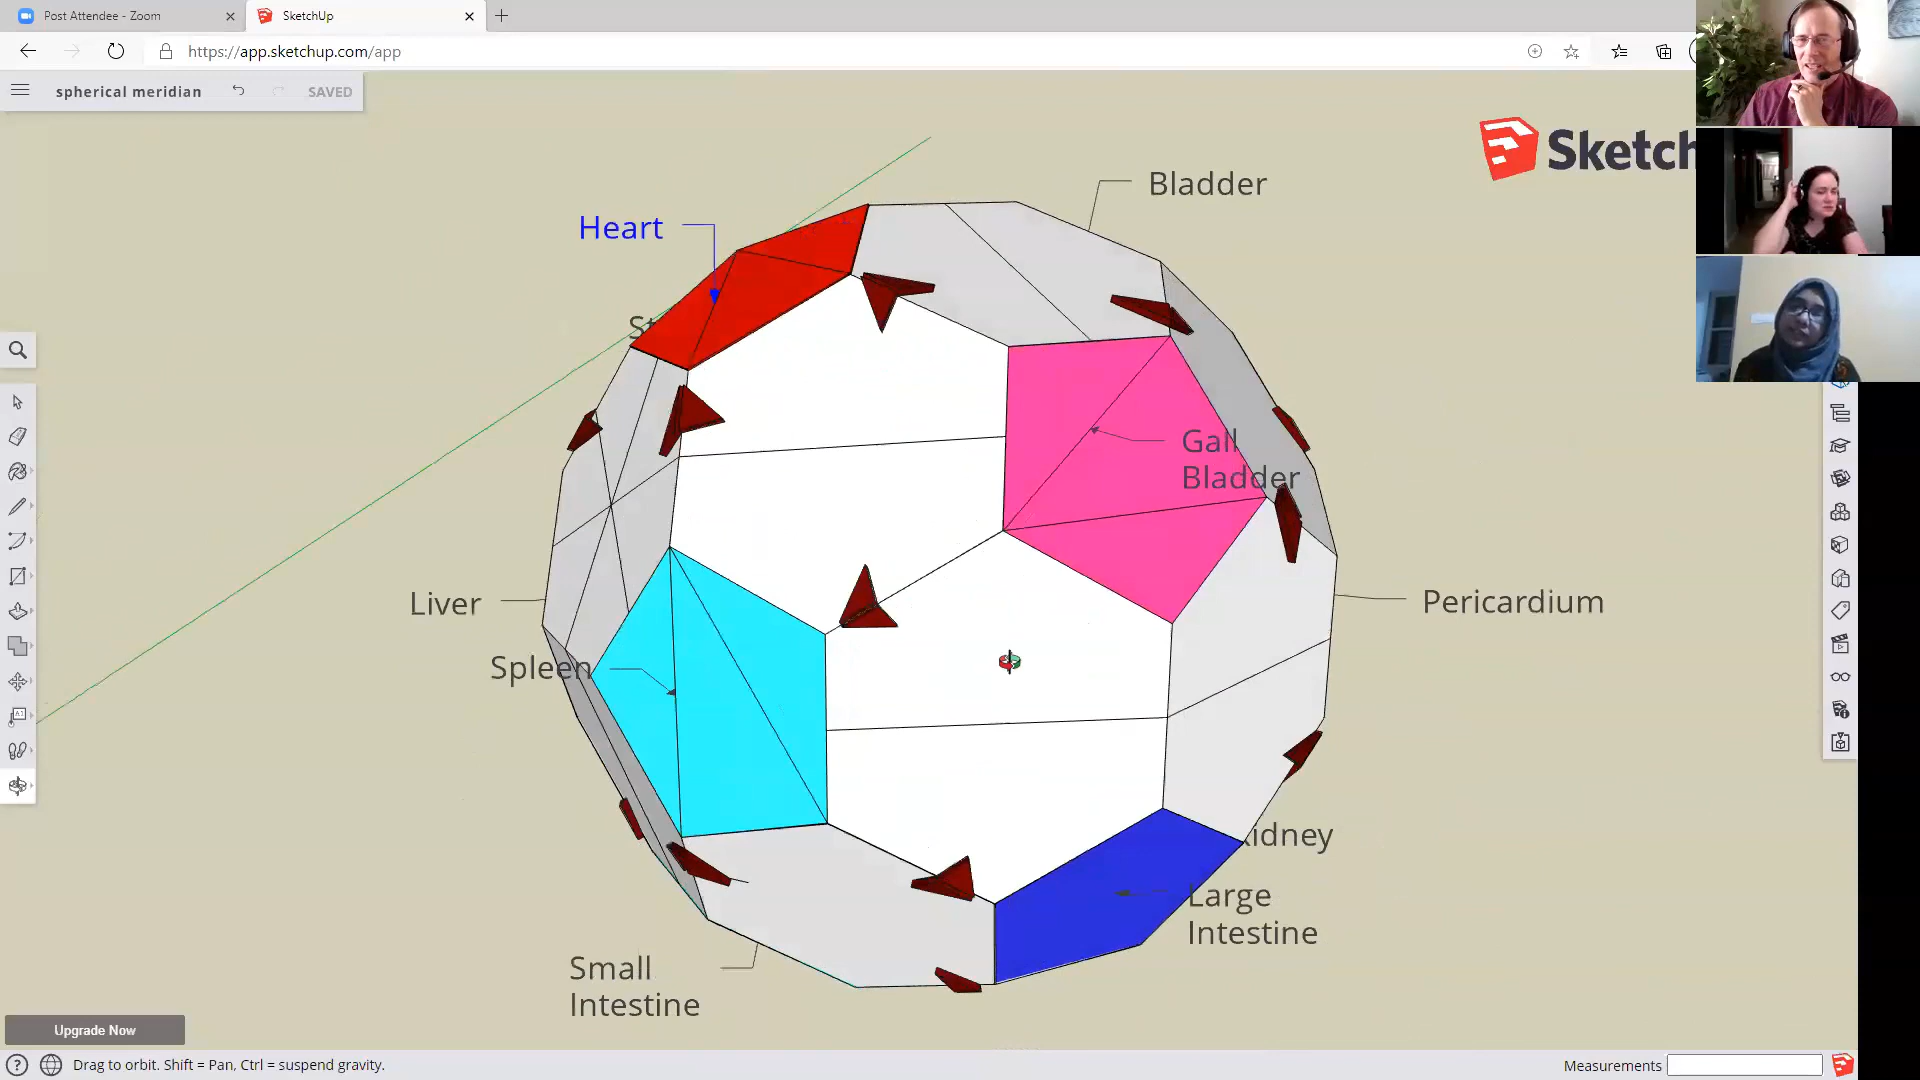 Post Attendee - Zoom
SketchUp
https://app.sketchup.com/app
spherical meridian
SAVED
Sketch
Bladder
Heart
St
Gall
Bladder
Liver
Pericardium
Spleen
idney
Large
Intestine
Small
Intestine
Upgrade Now
Drag to orbit. Shift = Pan, Ctrl = suspend gravity.
Measurements